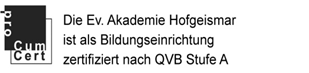 pro
Cum
Cert
Die Ev. Akademie Hofgeismar
ist als Bildungseinrichtung
zertifiziert nach QVB Stufe A